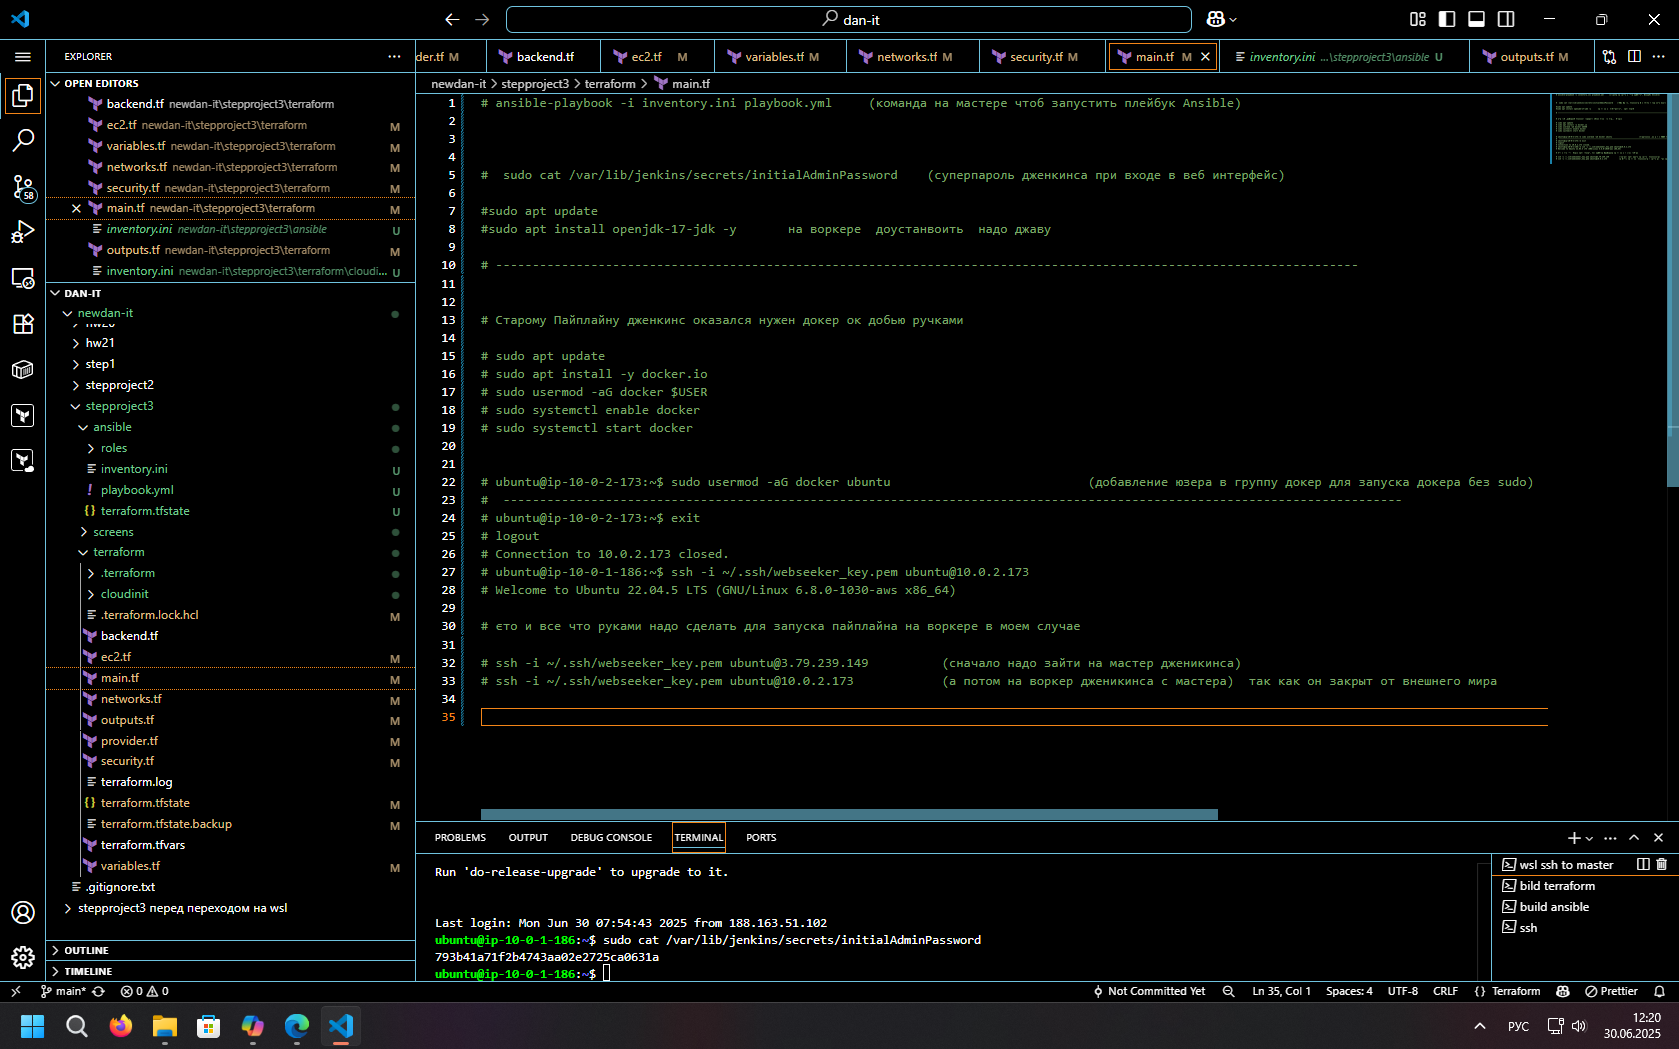 dan-it
EXPLORER
OPEN EDITORS
backend.tf newdan-it\stepproject3\terraform
ec2.tf newdan-it\stepproject3\terraform M
variables.tf newdan-it\stepproject3\terraform M
networks.tf newdan-it\stepproject3\terraform M
security.tf newdan-it\stepproject3\terraform M
main.tf newdan-it\stepproject3\terraform M
inventory.ini newdan-it\stepproject3\ansible U
outputs.tf newdan-it\stepproject3\terraform M
inventory.ini newdan-it\stepproject3\terraform\cloudi... U
DAN-IT
newdan-it
hw20
hw21
step1
stepproject2
stepproject3
ansible
roles
inventory.ini U
playbook.yml U
terraform.tfstate U
screens
terraform
.terraform
cloudinit
.terraform.lock.hcl M
backend.tf
ec2.tf M
main.tf M
networks.tf M
outputs.tf M
provider.tf M
security.tf M
terraform.log
terraform.tfstate M
terraform.tfstate.backup M
terraform.tfvars
variables.tf M
.gitignore.txt
stepproject3 перед переходом на wsl
OUTLINE
TIMELINE
58
der.tf M
backend.tf
ec2.tf M
variables.tf M
networks.tf M
security.tf M
main.tf M
inventory.ini ...\stepproject3\ansible U
outputs.tf M
newdan-it > stepproject3 > terraform > main.tf
1 # ansible-playbook -i inventory.ini playbook.yml (команда на мастере чтоб запустить плейбук Ansible)
2
3
4
5 # sudo cat /var/lib/jenkins/secrets/initialAdminPassword (суперпароль дженкинса при входе в веб интерфейс)
6
7 #sudo apt update
8 #sudo apt install openjdk-17-jdk -y на воркере доустанвоить надо джаву
9
10 # ----------------------------------------------------------------------------------------------------------------------
11
12
13 # Старому Пайплайну дженкинс оказался нужен докер ок добью ручками
14
15 # sudo apt update
16 # sudo apt install -y docker.io
17 # sudo usermod -aG docker $USER
18 # sudo systemctl enable docker
19 # sudo systemctl start docker
20
21
22 # ubuntu@ip-10-0-2-173:~$ sudo usermod -aG docker ubuntu (добавление юзера в группу докер для запуска докера без sudo)
23 # ---------------------------------------------------------------------------------------------------------------------------
24 # ubuntu@ip-10-0-2-173:~$ exit
25 # logout
26 # Connection to 10.0.2.173 closed.
27 # ubuntu@ip-10-0-1-186:~$ ssh -i ~/.ssh/webseeker_key.pem ubuntu@10.0.2.173
28 # Welcome to Ubuntu 22.04.5 LTS (GNU/Linux 6.8.0-1030-aws x86_64)
29
30 # єто и все что руками надо сделать для запуска пайплайна на воркере в моем случае
31
32 # ssh -i ~/.ssh/webseeker_key.pem ubuntu@3.79.239.149 (сначало надо зайти на мастер дженикинса)
33 # ssh -i ~/.ssh/webseeker_key.pem ubuntu@10.0.2.173 (а потом на воркер дженикинса с мастера) так как он закрыт от внешнего мира
34
35
PROBLEMS OUTPUT DEBUG CONSOLE TERMINAL PORTS
Run 'do-release-upgrade' to upgrade to it.
Last login: Mon Jun 30 07:54:43 2025 from 188.163.51.102
ubuntu@ip-10-0-1-186:~$ sudo cat /var/lib/jenkins/secrets/initialAdminPassword
793b41a71f2b4743aa02e2725ca0631a
ubuntu@ip-10-0-1-186:~$
wsl ssh to master
bild terraform
build ansible
ssh
main* 0 0 Not Committed Yet Ln 35, Col 1 Spaces: 4 UTF-8 CRLF {} Terraform Prettier
РУС
12:20
30.06.2025